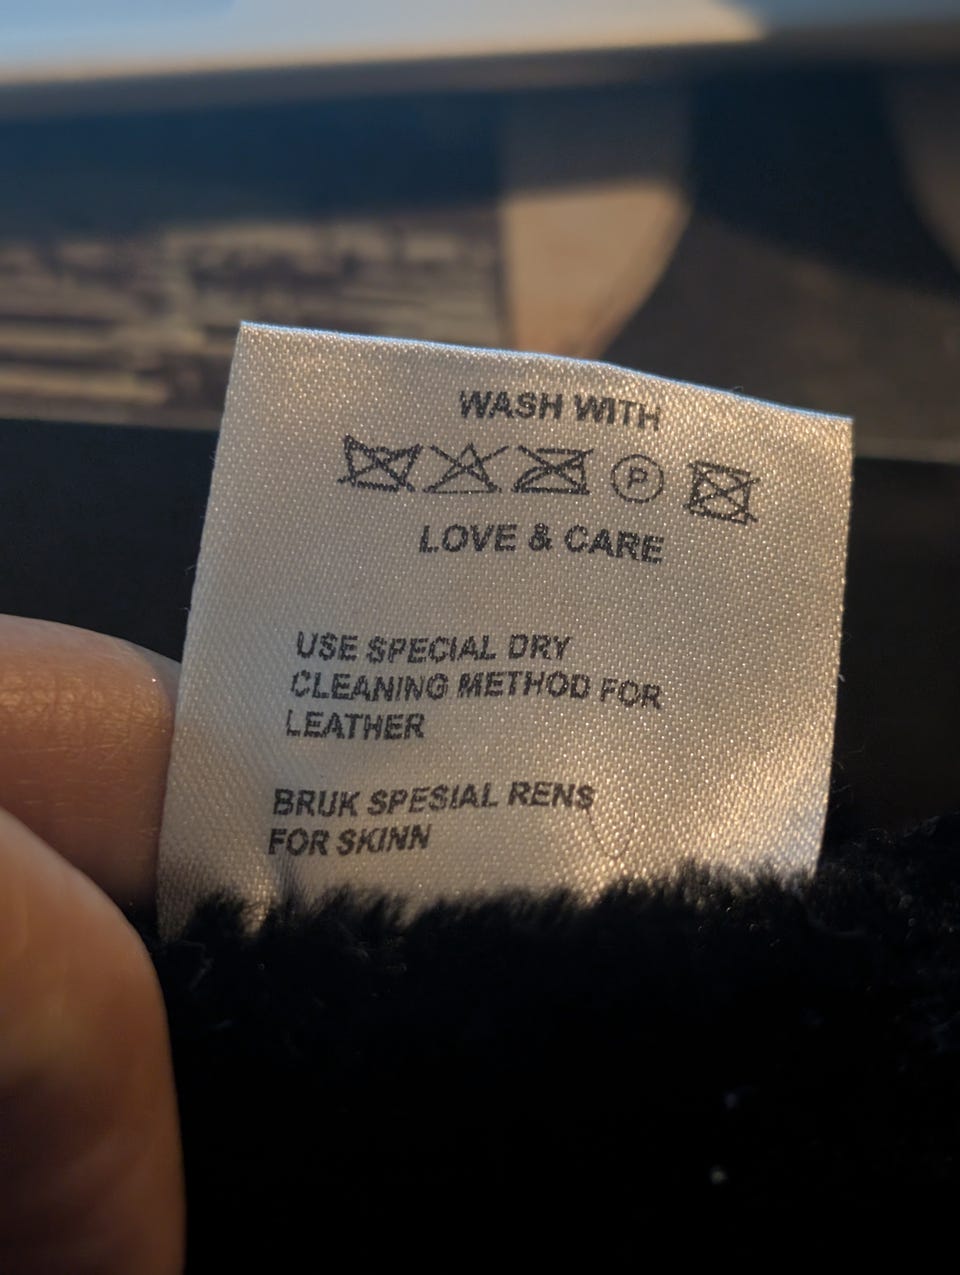 WASH WITH
P
LOVE & CARE
USE SPECIAL DRY
CLEANING METHOD FOR
LEATHER
BRUK SPESIAL RENS
FOR SKINN